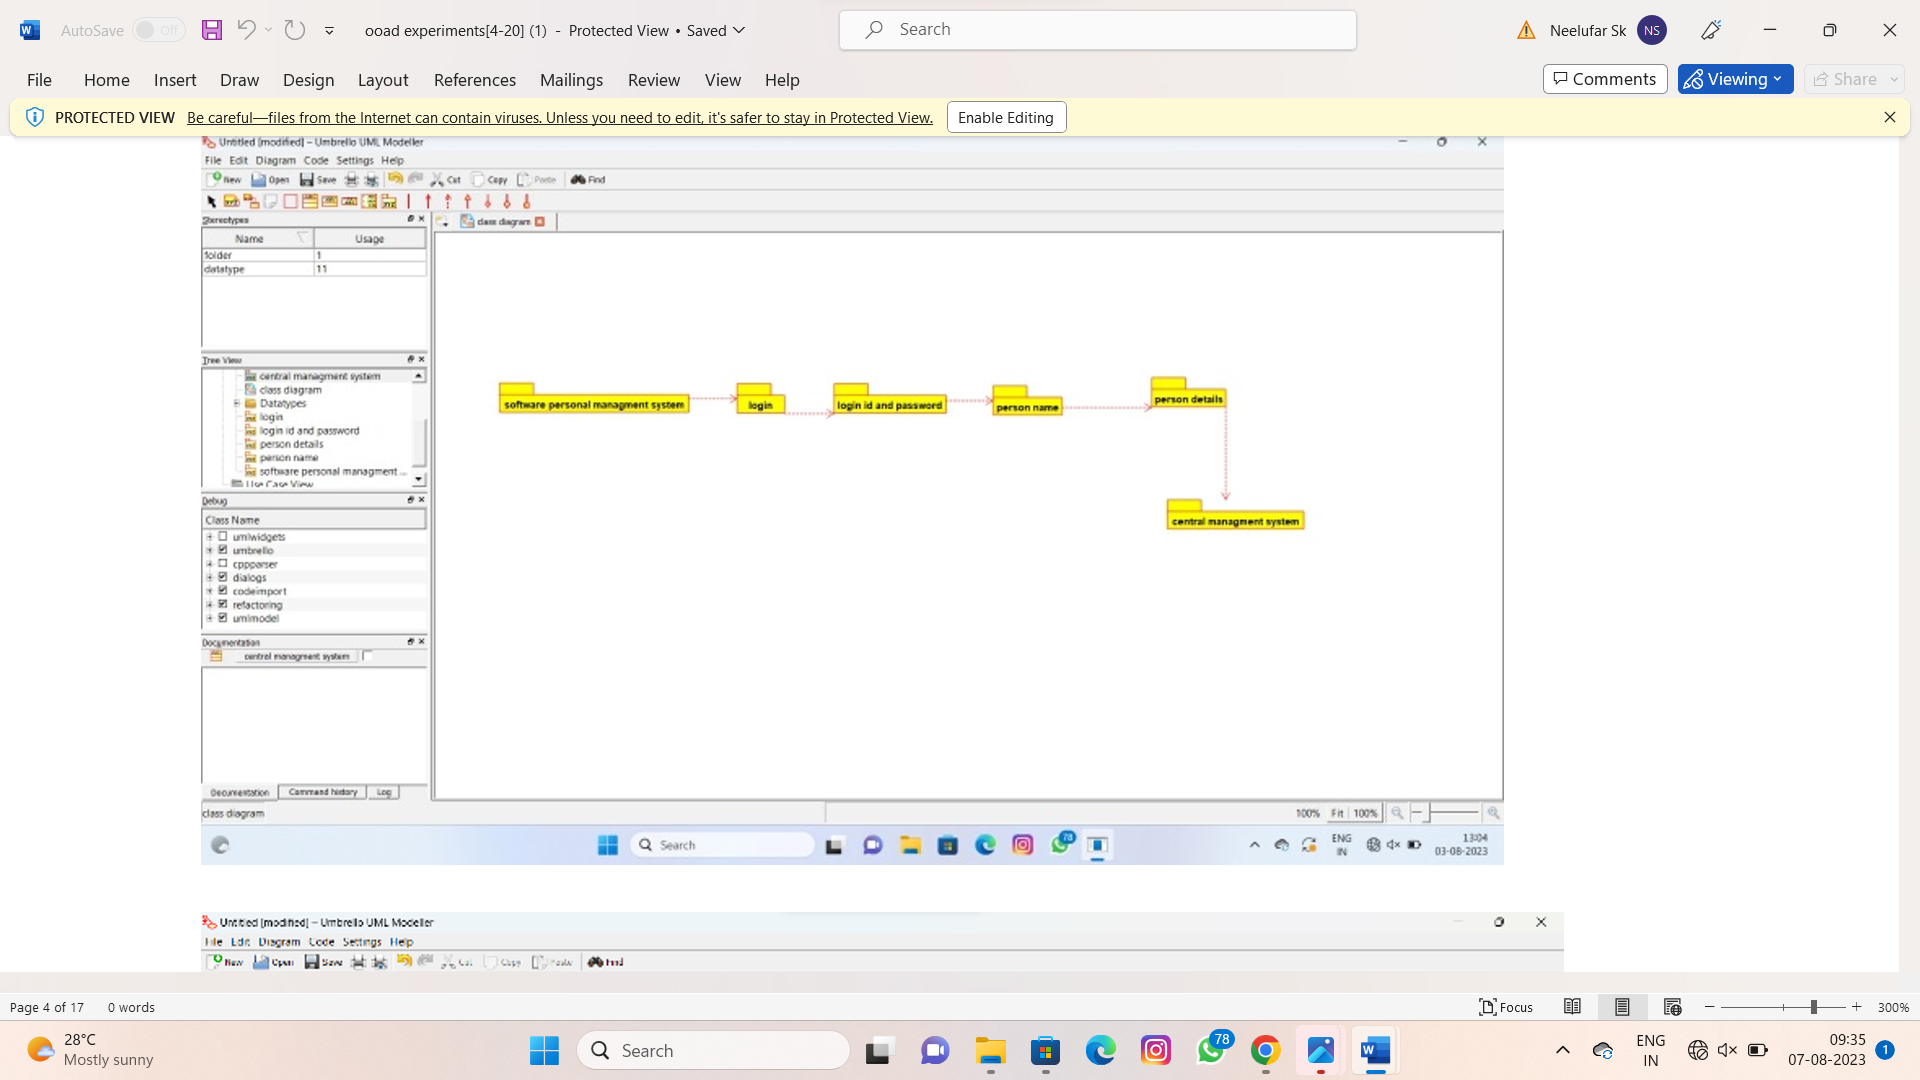 AutoSave Off ooad experiments[4-20] (1) - Protected View • Saved Search Neelufar Sk NS
File Home Insert Draw Design Layout References Mailings Review View Help Comments Viewing Share
PROTECTED VIEW Be careful—files from the Internet can contain viruses. Unless you need to edit, it's safer to stay in Protected View. Enable Editing
Untitled [modified] – Umbrello UML Modeller
File Edit Diagram Code Settings Help
New Open Save Cut Copy Paste Find
Stereotypes
class diagram
Name Usage
folder 1
datatype 11
Tree View
central managment system
class diagram
Datatypes
login
login id and password
person details
person name
software personal managment ...
Use Case View
software personal managment system
login
login id and password
person name
person details
central managment system
Debug
Class Name
umlwidgets
umbrello
cppparser
dialogs
codeimport
refactoring
umlmodel
Documentation
central managment system
Documentation Command history Log
class diagram
100% Fit 100%
Search
78
ENG
IN
13:04
03-08-2023
Untitled [modified] – Umbrello UML Modeller
File Edit Diagram Code Settings Help
New Open Save Cut Copy Paste Find
Page 4 of 17 0 words Focus 300%
28°C
Mostly sunny
Search
78
ENG
IN
09:35
07-08-2023
1